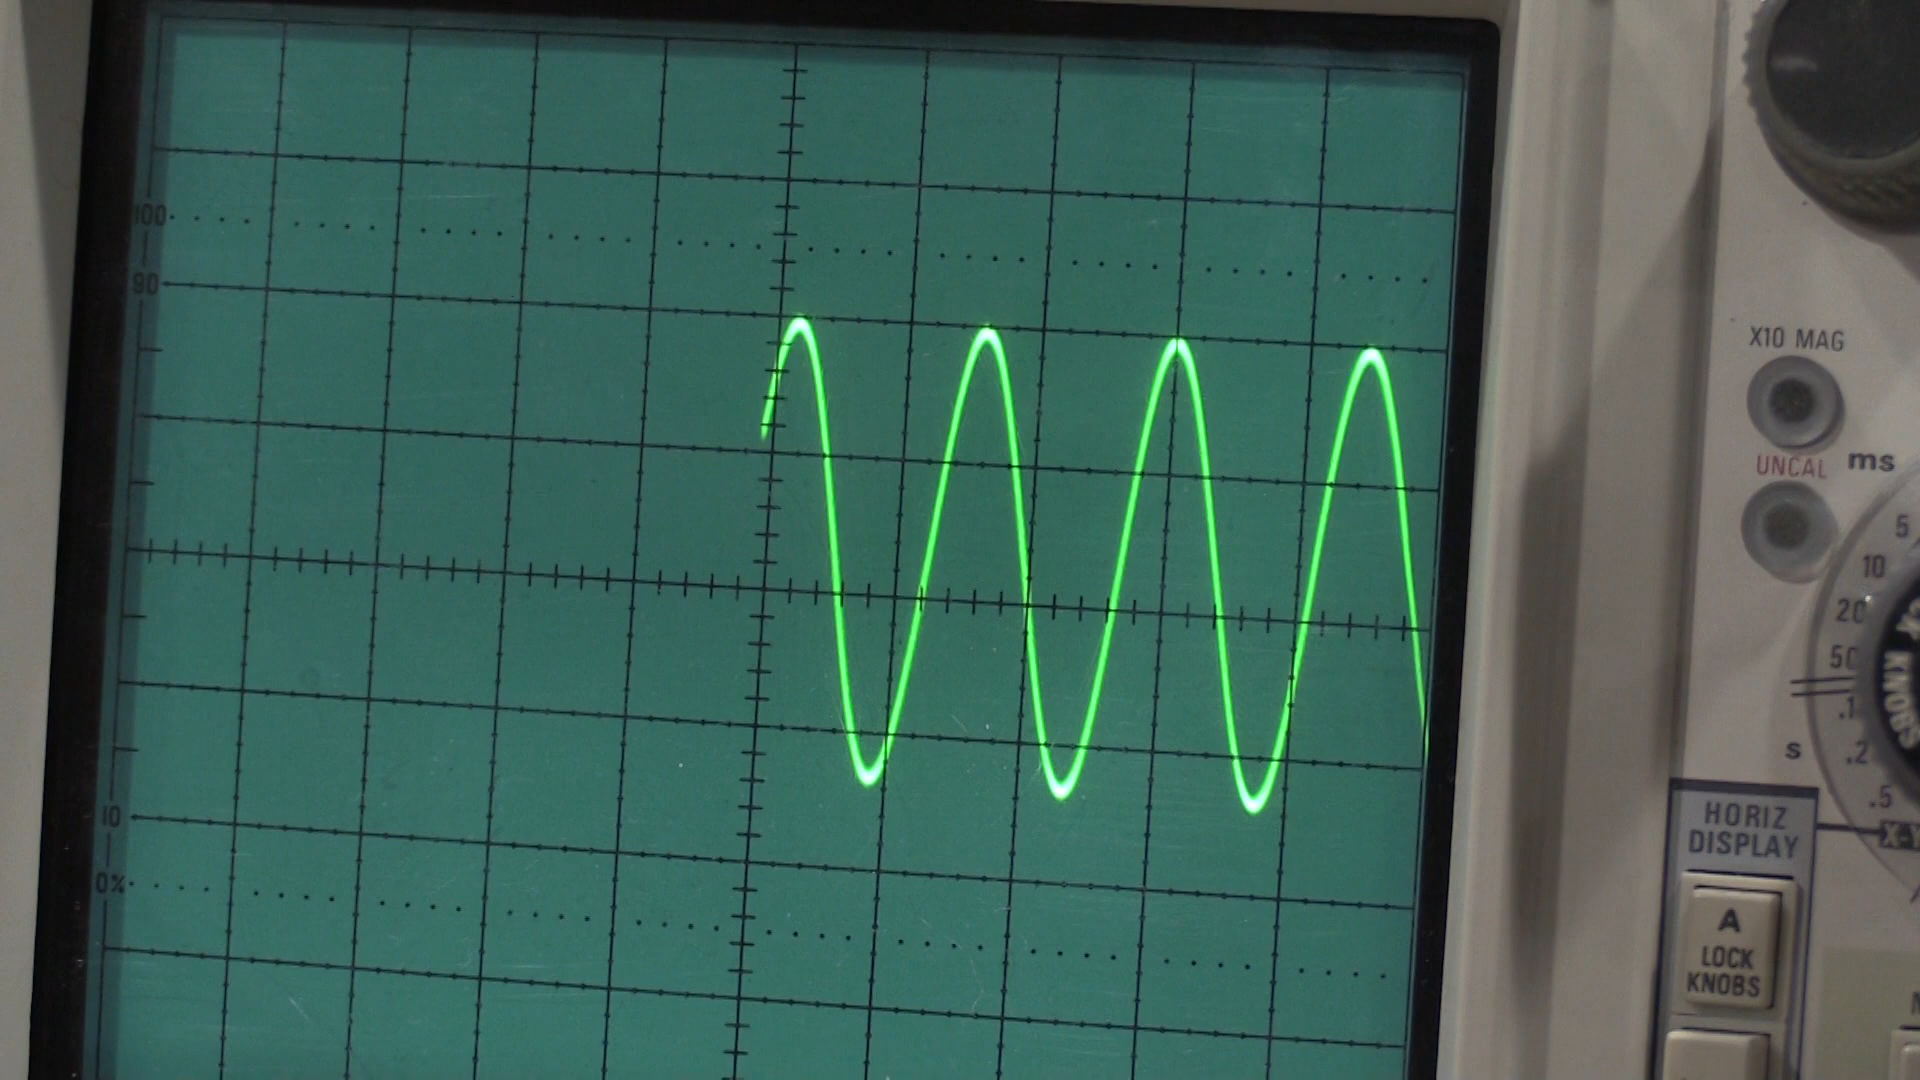 100
90
10
0%
X10 MAG
UNCAL
ms
5
10
20
50
.1
s
.2
.5
X-Y
KNOBS
HORIZ
DISPLAY
A
LOCK
KNOBS